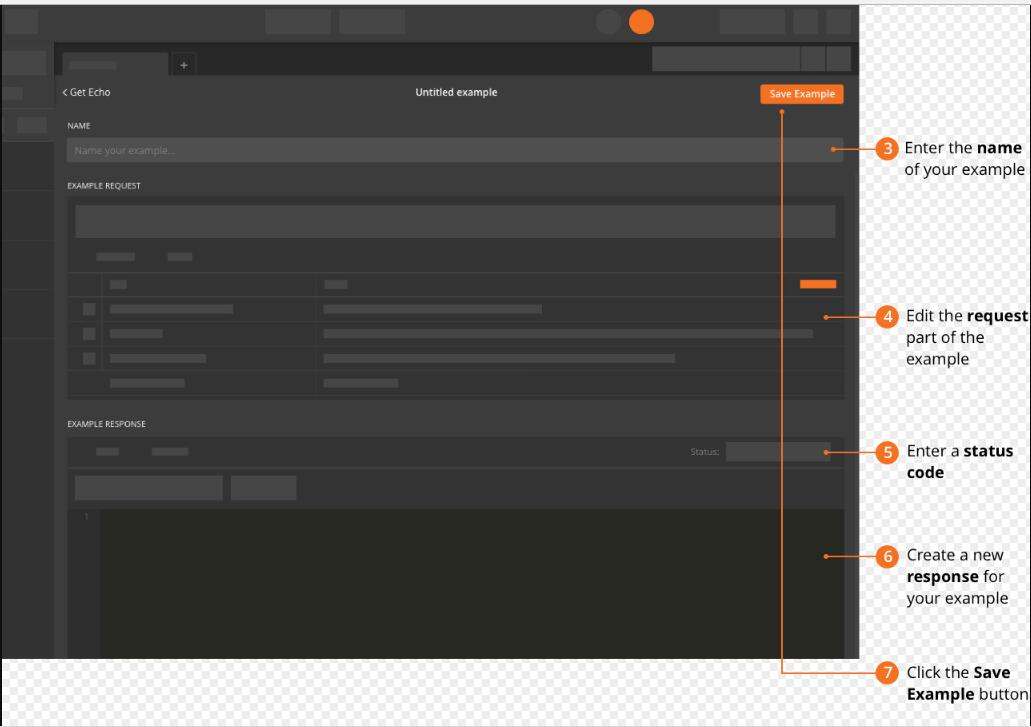 +
< Get Echo
Untitled example
Save Example
NAME
Name your example...
3 Enter the name
of your example
EXAMPLE REQUEST
4 Edit the request
part of the
example
EXAMPLE RESPONSE
Status:
5 Enter a status
code
1
6 Create a new
response for
your example
7 Click the Save
Example button